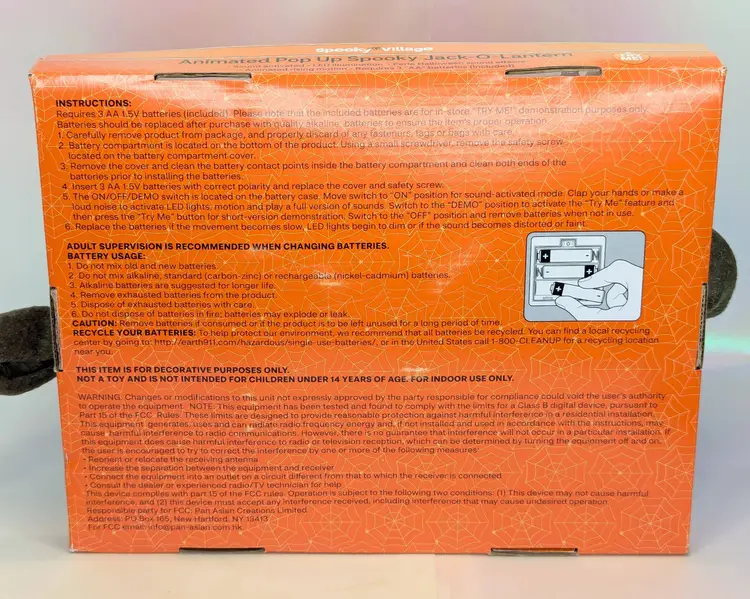 Spooky Village
Animated Pop Up Spooky Jack-O-Lantern
INSTRUCTIONS:
Requires 3 AA 1.5V batteries (included). Please note that the included batteries are for in-store "TRY ME!" demonstration purposes only.
Batteries should be replaced after purchase with quality alkaline, batteries to ensure the item's proper operation.
1. Carefully remove product from package, and properly discard of any fasteners, tags or bags with care.
2. Battery compartment is located on the bottom of the product. Using a small screwdriver, remove the safety screw
located on the battery compartment cover.
3. Remove the cover and clean the battery contact points inside the battery compartment and clean both ends of the
batteries prior to installing the batteries.
4. Insert 3 AA 1.5V batteries with correct polarity and replace the cover and safety screw.
5. The ON/OFF/DEMO switch is located on the battery case. Move switch to "ON" position for sound-activated mode. Clap your hands or make a
loud noise to activate LED lights, motion and play a full version of sounds. Switch to the "DEMO" position to activate the "Try Me" feature and
then press the "Try Me" button for short-version demonstration. Switch to the "OFF" position and remove batteries when not in use.
6. Replace the batteries if the movement becomes slow, LED lights begin to dim or if the sound becomes distorted or faint.
ADULT SUPERVISION IS RECOMMENDED WHEN CHANGING BATTERIES.
BATTERY USAGE:
1. Do not mix old and new batteries.
2. Do not mix alkaline, standard (carbon-zinc) or rechargeable (nickel-cadmium) batteries.
3. Alkaline batteries are suggested for longer life.
4. Remove exhausted batteries from the product.
5. Dispose of exhausted batteries with care.
6. Do not dispose of batteries in fire; batteries may explode or leak.
CAUTION: Remove batteries if consumed or if the product is to be left unused for a long period of time.
RECYCLE YOUR BATTERIES: To help protect our environment, we recommend that all batteries be recycled. You can find a local recycling
center by going to: http://earth911.com/hazardous/single-use-batteries/, or in the United States call 1-800-CLEANUP for a recycling location
near you.
THIS ITEM IS FOR DECORATIVE PURPOSES ONLY.
NOT A TOY AND IS NOT INTENDED FOR CHILDREN UNDER 14 YEARS OF AGE. FOR INDOOR USE ONLY.
WARNING: Changes or modifications to this unit not expressly approved by the party responsible for compliance could void the user's authority
to operate the equipment. NOTE: This equipment has been tested and found to comply with the limits for a Class B digital device, pursuant to
Part 15 of the FCC Rules. These limits are designed to provide reasonable protection against harmful interference in a residential installation.
This equipment generates, uses and can radiate radio frequency energy and, if not installed and used in accordance with the instructions, may
cause harmful interference to radio communications. However, there is no guarantee that interference will not occur in a particular installation. If
this equipment does cause harmful interference to radio or television reception, which can be determined by turning the equipment off and on,
the user is encouraged to try to correct the interference by one or more of the following measures:
• Reorient or relocate the receiving antenna
• Increase the separation between the equipment and receiver
• Connect the equipment into an outlet on a circuit different from that to which the receiver is connected
• Consult the dealer or experienced radio/TV technician for help
This device complies with part 15 of the FCC rules. Operation is subject to the following two conditions: (1) This device may not cause harmful
interference, and (2) this device must accept any interference received, including interference that may cause undesired operation.
Responsible party for FCC: Pan Asian Creations Limited
Address: PO Box 165, New Hartford, NY 13413
For FCC email: info@pan-asian.com.hk